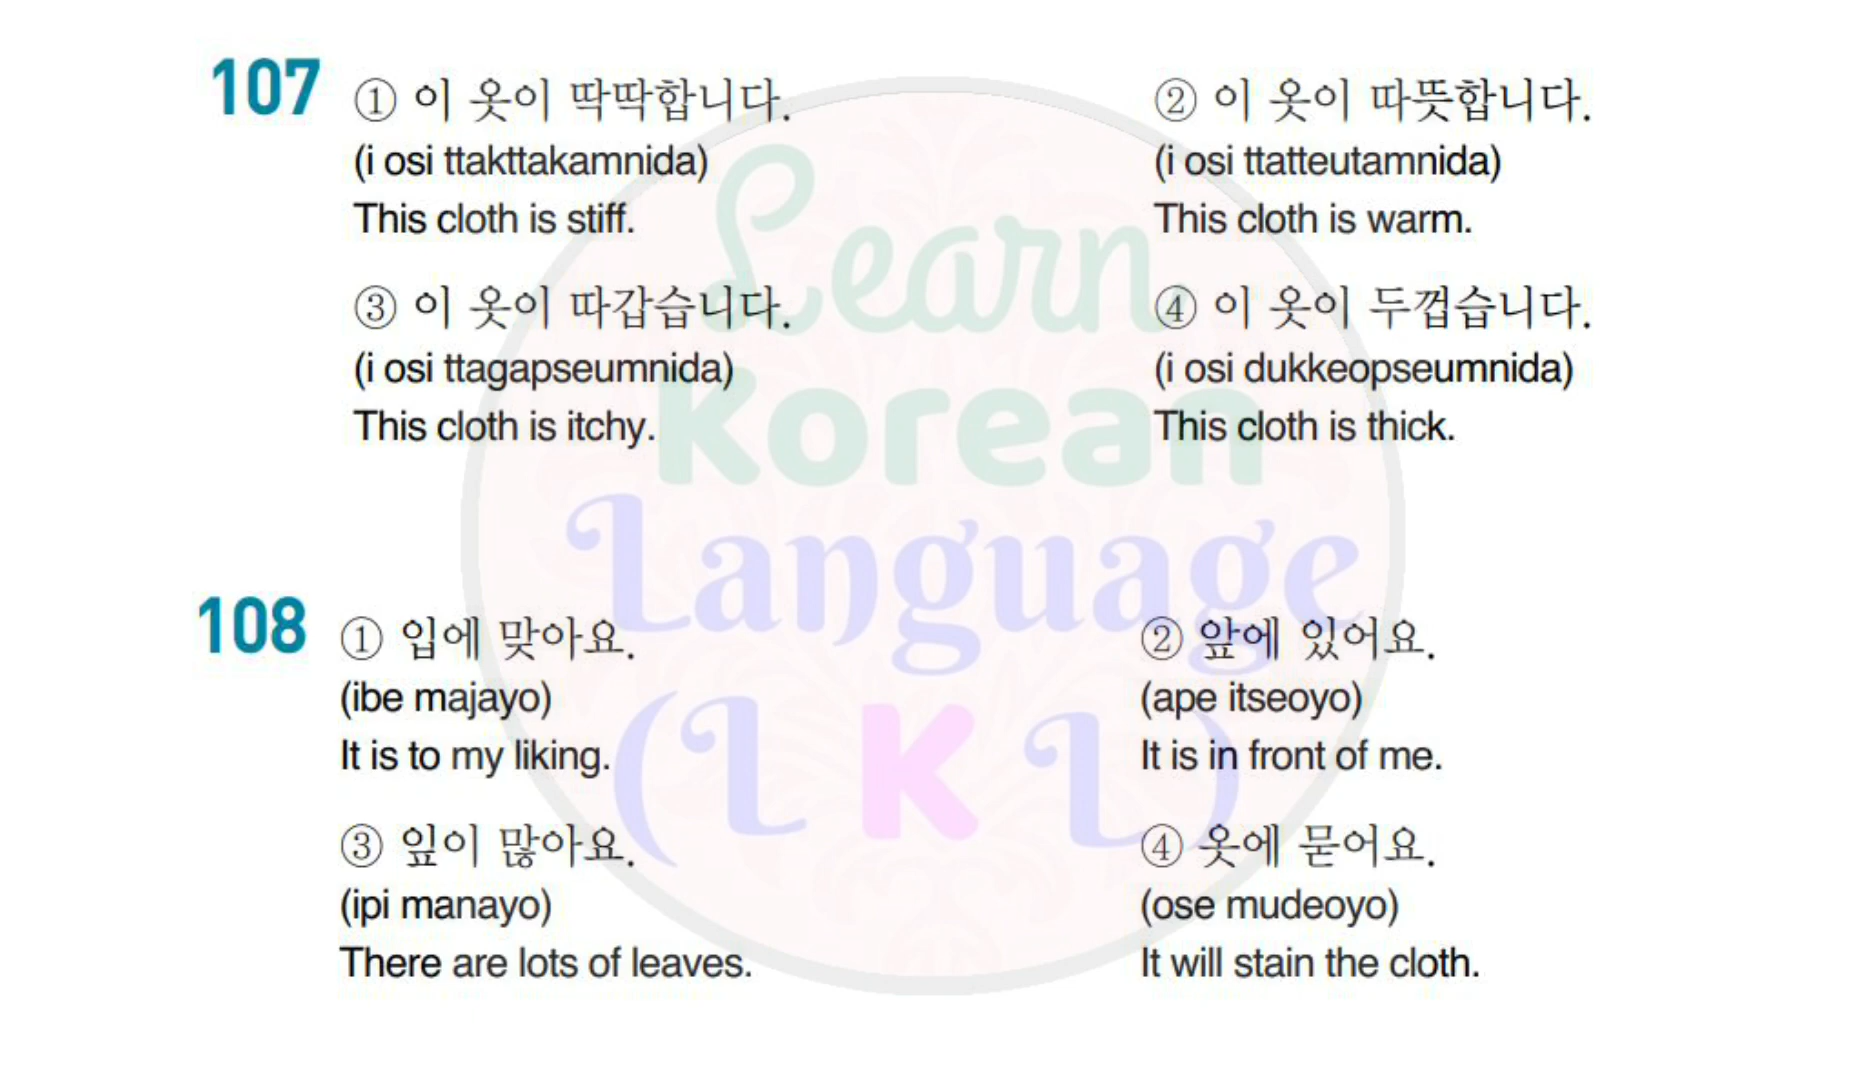 107
① 이 옷이 딱딱합니다.
(i osi ttakttakamnida)
This cloth is stiff.
② 이 옷이 따뜻합니다.
(i osi ttatteutamnida)
This cloth is warm.
③ 이 옷이 따갑습니다.
(i osi ttagapseumnida)
This cloth is itchy.
④ 이 옷이 두껍습니다.
(i osi dukkeopseumnida)
This cloth is thick.
108
① 입에 맞아요.
(ibe majayo)
It is to my liking.
② 앞에 있어요.
(ape itseoyo)
It is in front of me.
③ 잎이 많아요.
(ipi manayo)
There are lots of leaves.
④ 옷에 묻어요.
(ose mudeoyo)
It will stain the cloth.
Learn
Korean
Language
(L K L)